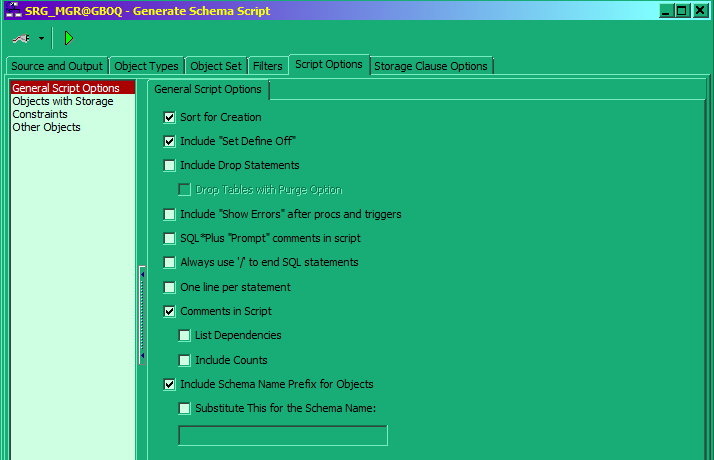 SRG_MGR@GBOQ - Generate Schema Script
Source and Output Object Types Object Set Filters Script Options Storage Clause Options
General Script Options
Objects with Storage
Constraints
Other Objects
General Script Options
Sort for Creation
Include "Set Define Off"
Include Drop Statements
Drop Tables with Purge Option
Include "Show Errors" after procs and triggers
SQL*Plus "Prompt" comments in script
Always use '/' to end SQL statements
One line per statement
Comments in Script
List Dependencies
Include Counts
Include Schema Name Prefix for Objects
Substitute This for the Schema Name: